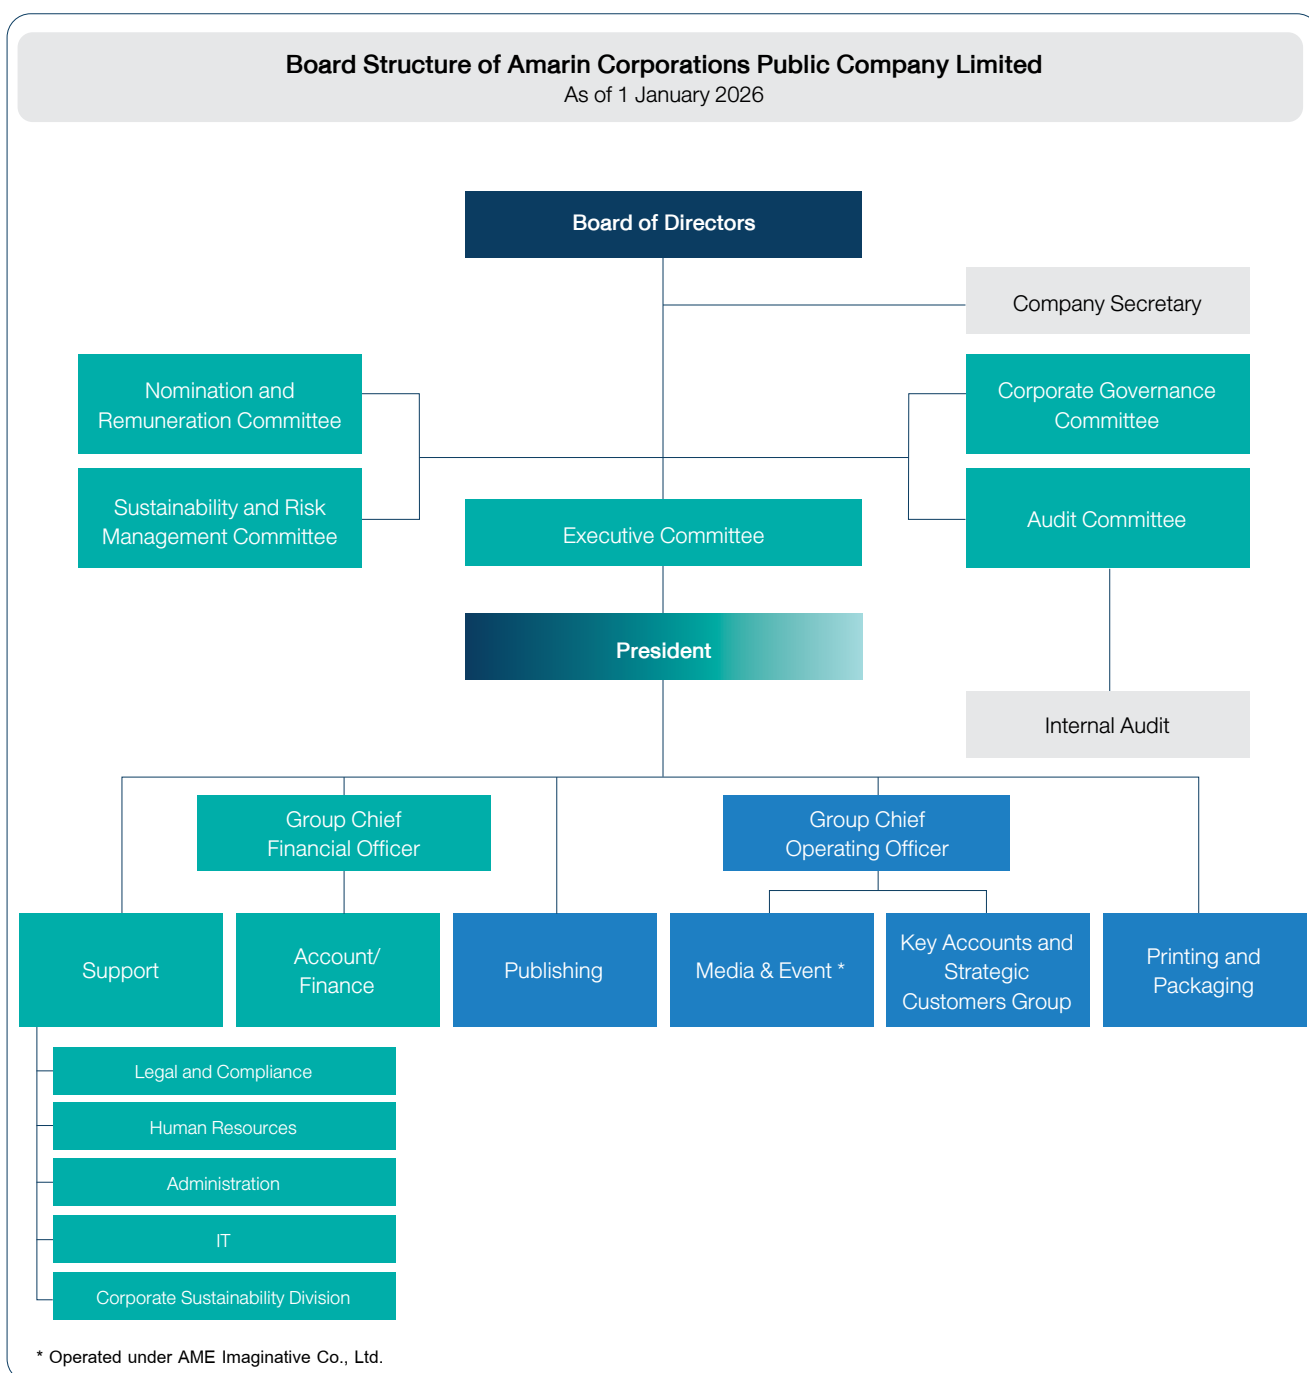 Board Structure of Amarin Corporations Public Company Limited
As of 1 January 2026
Board of Directors
Company Secretary
Nomination and
Remuneration Committee
Corporate Governance
Committee
Sustainability and Risk
Management Committee
Executive Committee
Audit Committee
President
Internal Audit
Group Chief
Financial Officer
Group Chief
Operating Officer
Support
Account/
Finance
Publishing
Media & Event *
Key Accounts and
Strategic
Customers Group
Printing and
Packaging
Legal and Compliance
Human Resources
Administration
IT
Corporate Sustainability Division
* Operated under AME Imaginative Co., Ltd.